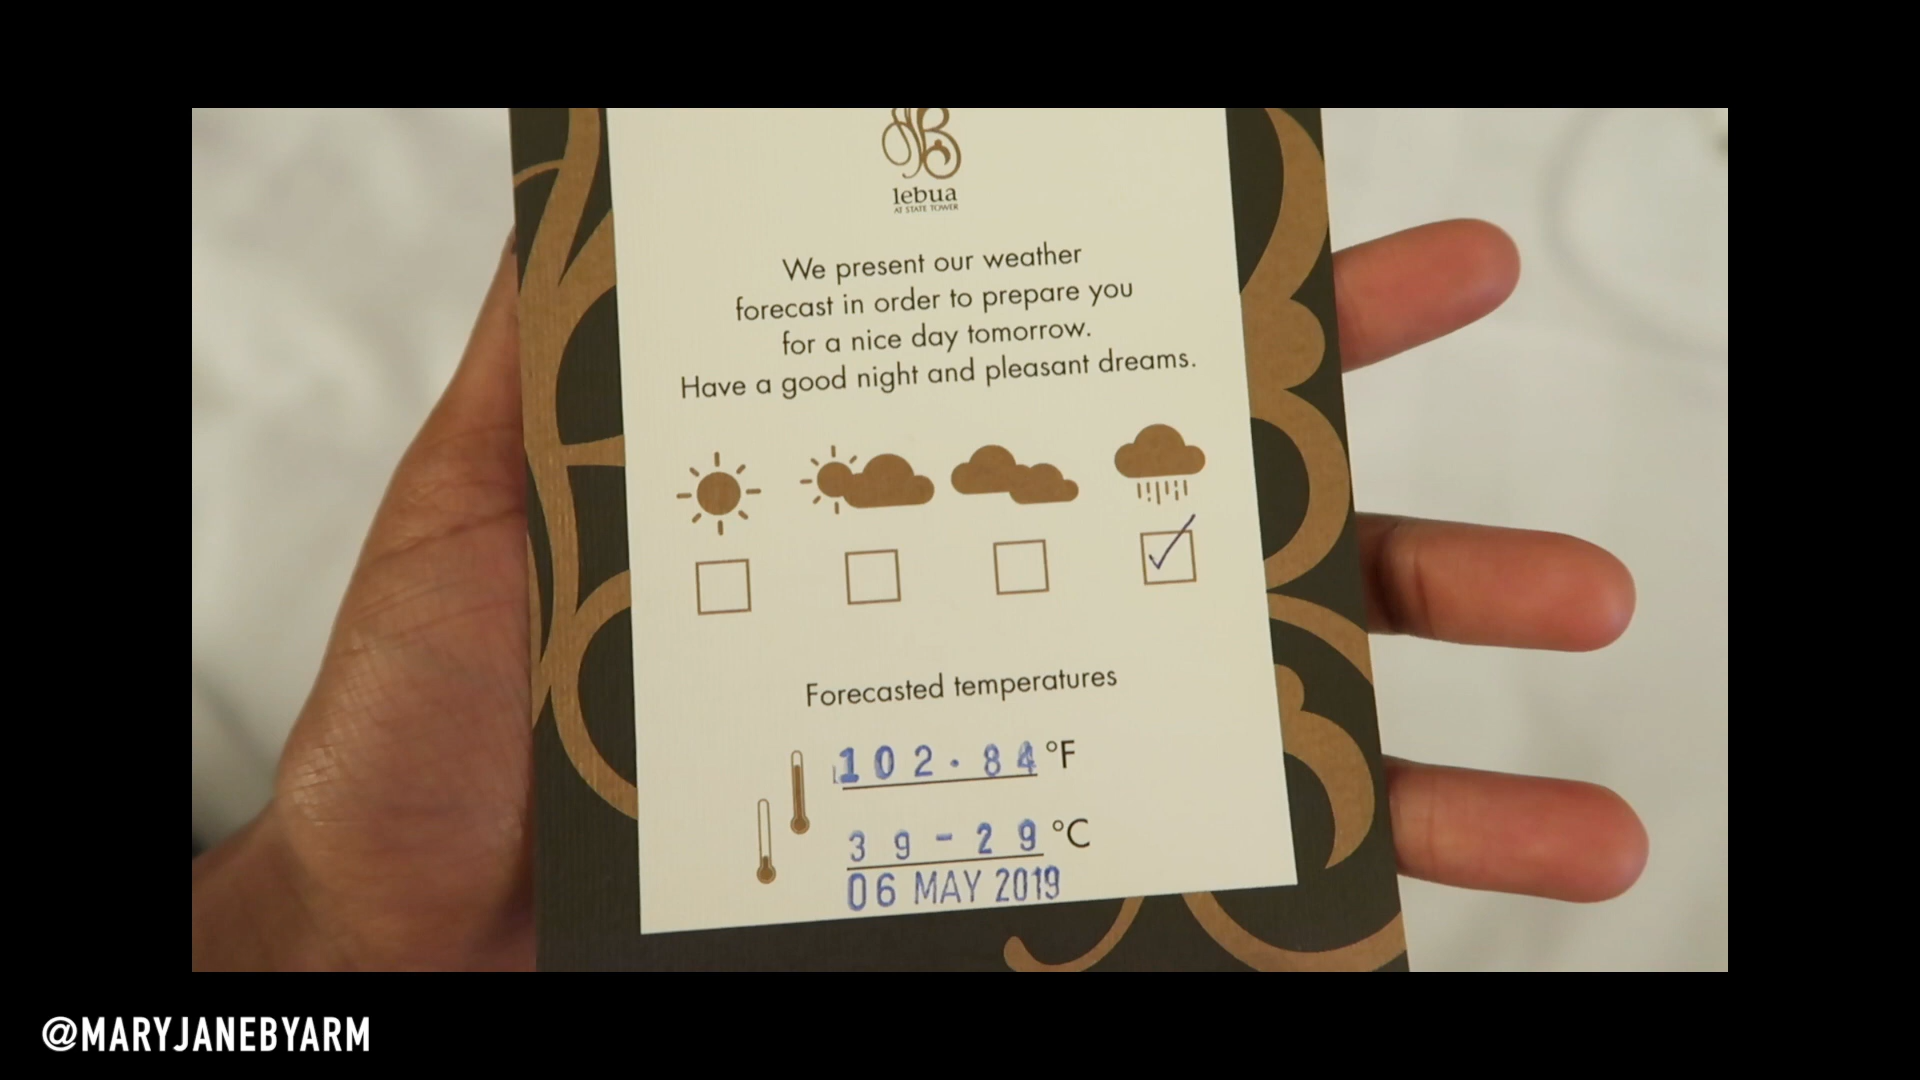 lebua
AT STATE TOWER
We present our weather
forecast in order to prepare you
for a nice day tomorrow.
Have a good night and pleasant dreams.
Forecasted temperatures
102·84 °F
39-29 °C
06 MAY 2019
@MARYJANEBYARM